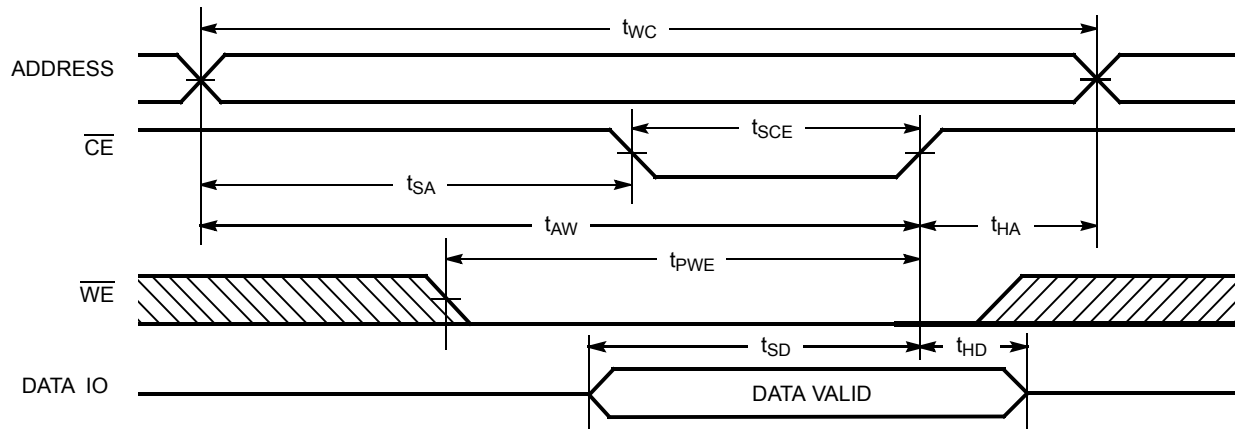 tWC
ADDRESS
tSCE
CE
tSA
tAW
tHA
tPWE
WE
tSD
tHD
DATA IO
DATA VALID